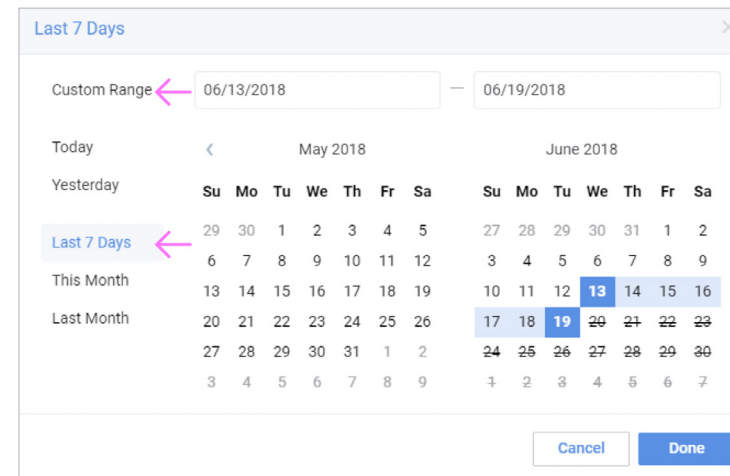 Last 7 Days
Custom Range 06/13/2018 — 06/19/2018
Today
Yesterday
Last 7 Days
This Month
Last Month
May 2018
Su Mo Tu We Th Fr Sa
29 30 1 2 3 4 5
6 7 8 9 10 11 12
13 14 15 16 17 18 19
20 21 22 23 24 25 26
27 28 29 30 31 1 2
3 4 5 6 7 8 9
June 2018
Su Mo Tu We Th Fr Sa
27 28 29 30 31 1 2
3 4 5 6 7 8 9
10 11 12 13 14 15 16
17 18 19 20 21 22 23
24 25 26 27 28 29 30
1 2 3 4 5 6 7
Cancel Done